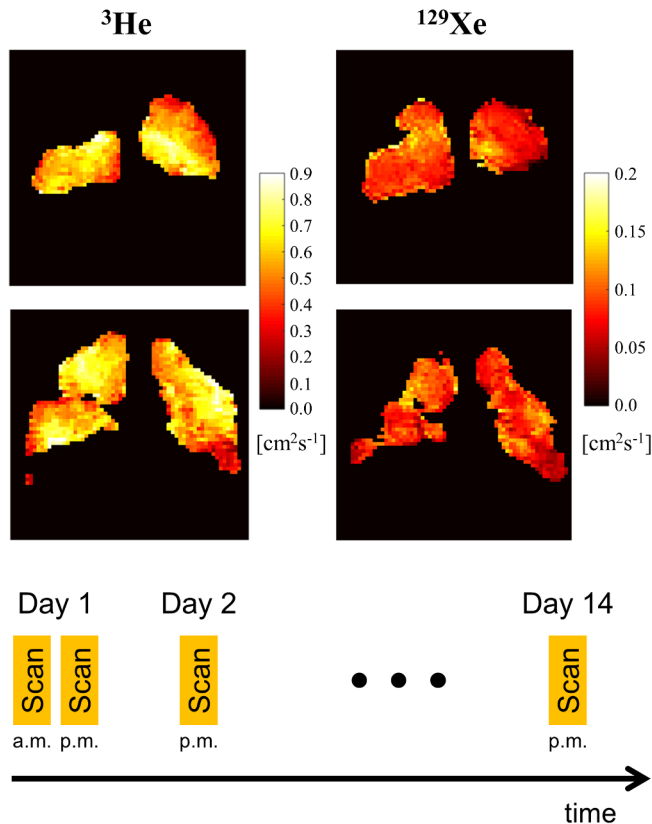 ³He
¹²⁹Xe
0.9
0.8
0.7
0.6
0.5
0.4
0.3
0.2
0.1
0.0
[cm²s⁻¹]
0.2
0.15
0.1
0.05
0.0
[cm²s⁻¹]
Day 1
Day 2
Day 14
Scan
Scan
Scan
Scan
a.m.
p.m.
p.m.
p.m.
time